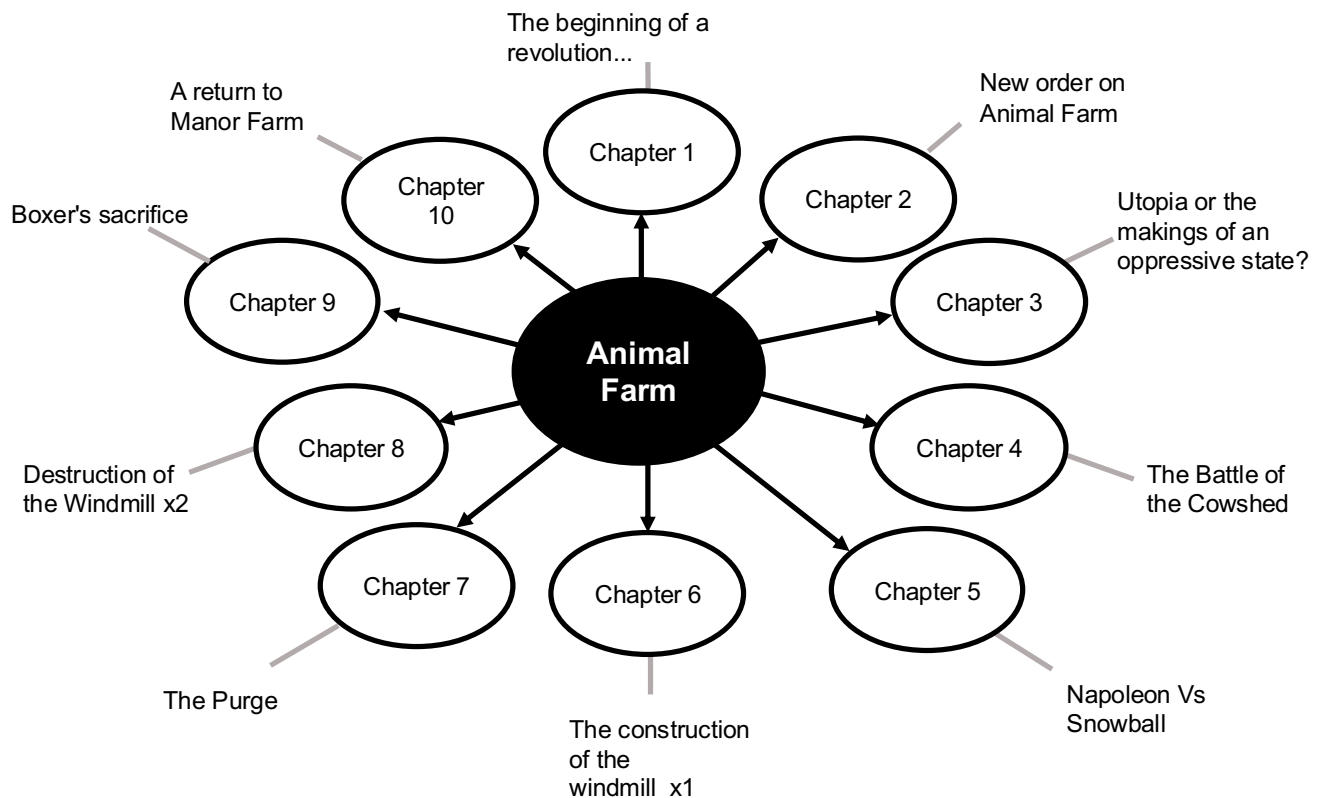 The beginning of a
revolution...
A return to
Manor Farm
New order on
Animal Farm
Chapter 1
Chapter
10
Chapter 2
Utopia or the
makings of an
oppressive state?
Boxer's sacrifice
Chapter 9
Chapter 3
Animal
Farm
Chapter 8
Chapter 4
Destruction of
the Windmill x2
The Battle of
the Cowshed
Chapter 7
Chapter 6
Chapter 5
The Purge
Napoleon Vs
Snowball
The construction
of the
windmill  x1